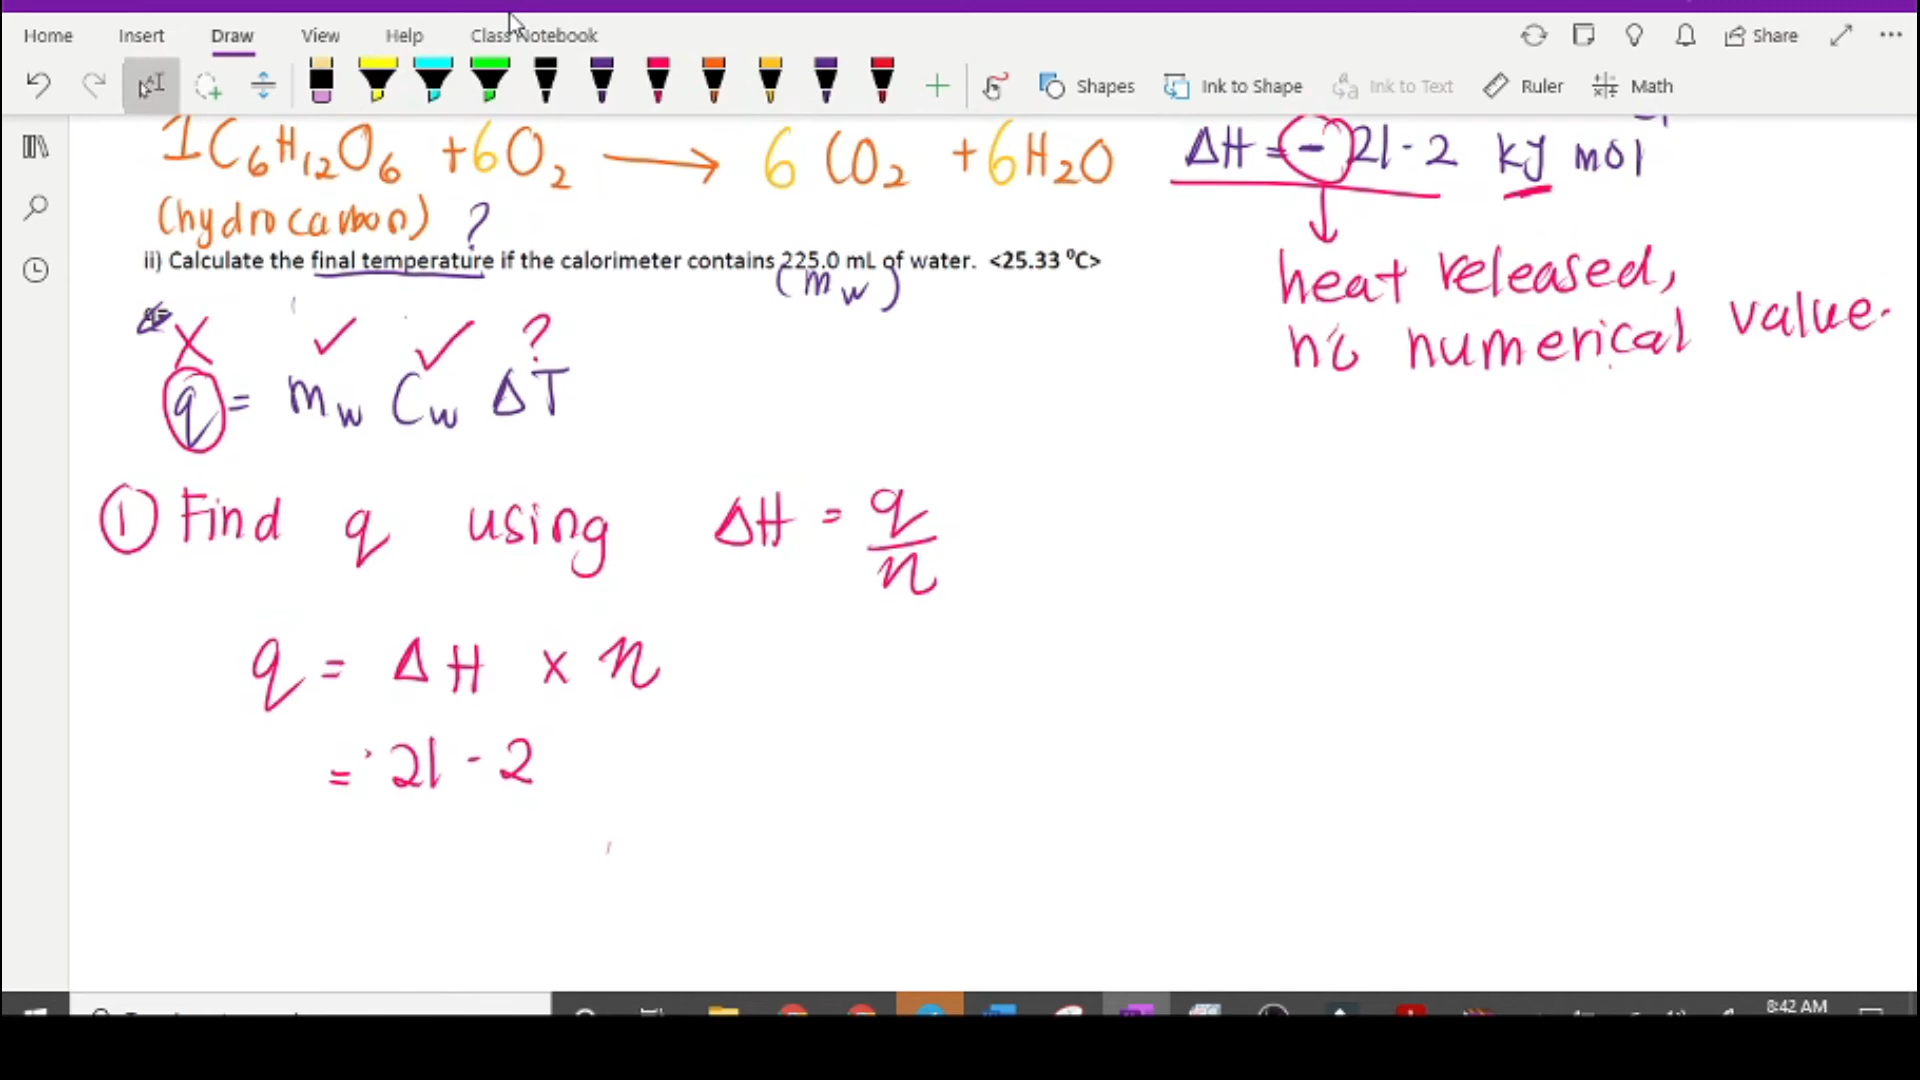 Home Insert Draw View Help Class Notebook Share
Shapes Ink to Shape Ink to Text Ruler Math
1C₆H₁₂O₆ + 6O₂ → 6 CO₂ + 6H₂O ΔH = - 21·2 kJ mol
(hydrocarbon) ?
ii) Calculate the final temperature if the calorimeter contains 225.0 mL of water. <25.33 ⁰C>
(mw)
heat released,
numerical value.
X ✓ ✓ ?
q = mw Cw ΔT
① Find q using ΔH = q/n
q = ΔH x n
= 21·2
8:42 AM